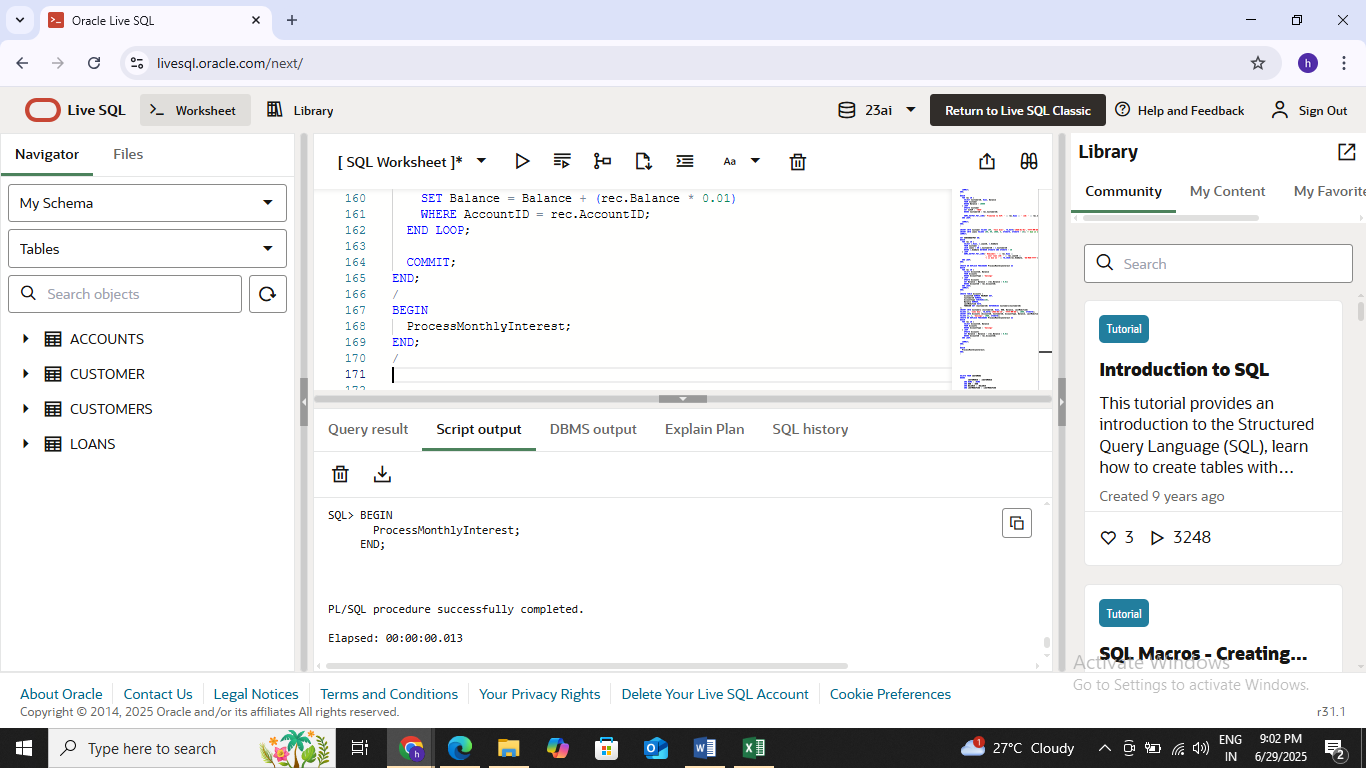 Oracle Live SQL
livesql.oracle.com/next/
h
Live SQL
Worksheet
Library
23ai
Return to Live SQL Classic
Help and Feedback
Sign Out
Navigator
Files
My Schema
Tables
Search objects
ACCOUNTS
CUSTOMER
CUSTOMERS
LOANS
[ SQL Worksheet ]*
Aa
160 SET Balance = Balance + (rec.Balance * 0.01)
161 WHERE AccountID = rec.AccountID;
162 END LOOP;
163
164 COMMIT;
165 END;
166 /
167 BEGIN
168 ProcessMonthlyInterest;
169 END;
170 /
171
172
Query result
Script output
DBMS output
Explain Plan
SQL history
SQL> BEGIN
ProcessMonthlyInterest;
END;
PL/SQL procedure successfully completed.
Elapsed: 00:00:00.013
Library
Community
My Content
My Favorite
Search
Tutorial
Introduction to SQL
This tutorial provides an
introduction to the Structured
Query Language (SQL), learn
how to create tables with...
Created 9 years ago
3
3248
Tutorial
SQL Macros - Creating...
Activate Windows
Go to Settings to activate Windows.
About Oracle
Contact Us
Legal Notices
Terms and Conditions
Your Privacy Rights
Delete Your Live SQL Account
Cookie Preferences
Copyright © 2014, 2025 Oracle and/or its affiliates All rights reserved.
r31.1
Type here to search
27°C Cloudy
ENG
IN
9:02 PM
6/29/2025
2